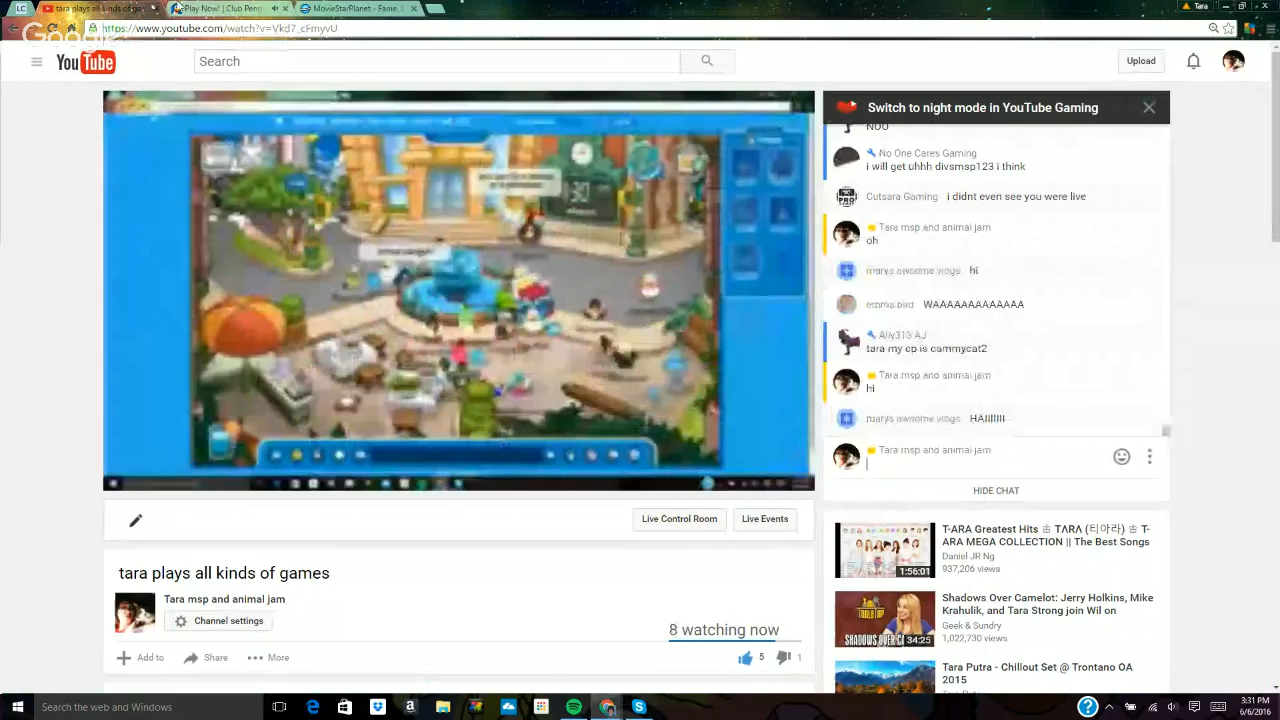 LC
tara plays all kinds of ga
Play Now! | Club Peng
MovieStarPlanet - Fame,
Tara
https://www.youtube.com/watch?v=Vkd7_cFmyvU
YouTube
Search
Upload
Switch to night mode in YouTube Gaming
NOO
No One Cares Gaming
i will get uhhh divsmsp123 i think
Cutsara Gaming i didnt even see you were live
Tara msp and animal jam
oh
marys awsome vlogs hi
emma bird WAAAAAAAAAAAAA
Ally313 AJ
tara my cp is cammycat2
Tara msp and animal jam
hi
marys awsome vlogs HAIIIIIII
Tara msp and animal jam
HIDE CHAT
Live Control Room
Live Events
tara plays all kinds of games
Tara msp and animal jam
Channel settings
8 watching now
Add to
Share
More
5
1
T-ARA Greatest Hits ♕ TΛRΛ (티아라) ♕ T-
ARA MEGA COLLECTION || The Best Songs
Daniel JR Ng
937,206 views
1:56:01
Shadows Over Camelot: Jerry Holkins, Mike
Krahulik, and Tara Strong join Wil on
Geek & Sundry
1,022,730 views
TABLETOP
SHADOWS OVER CAMELOT
34:25
Tara Putra - Chillout Set @ Trontano OA
2015
Search the web and Windows
3:31 PM
6/6/2016